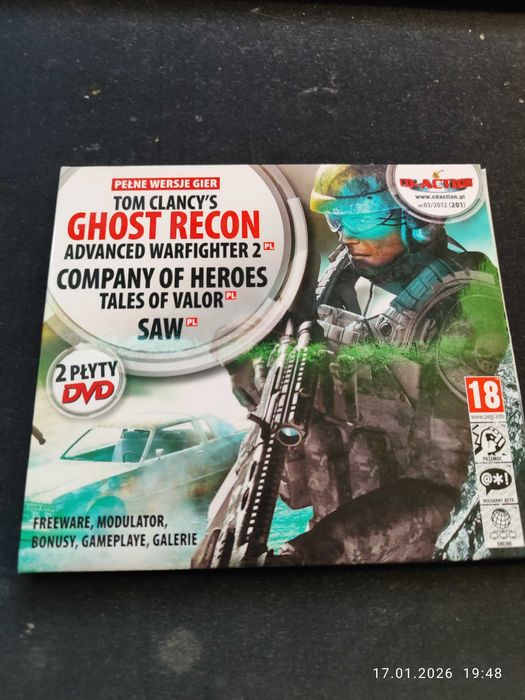 PEŁNE WERSJE GIER
TOM CLANCY'S
GHOST RECON
ADVANCED WARFIGHTER 2 PL
COMPANY OF HEROES
TALES OF VALOR PL
SAW PL
CD-ACTION
www.cdaction.pl
nr 03/2012 (201)
2 PŁYTY
DVD
18
www.pegi.info
PRZEMOC
@*!
WULGARNY JĘZYK
ONLINE
FREEWARE, MODULATOR,
BONUSY, GAMEPLAYE, GALERIE
17.01.2026 19:48